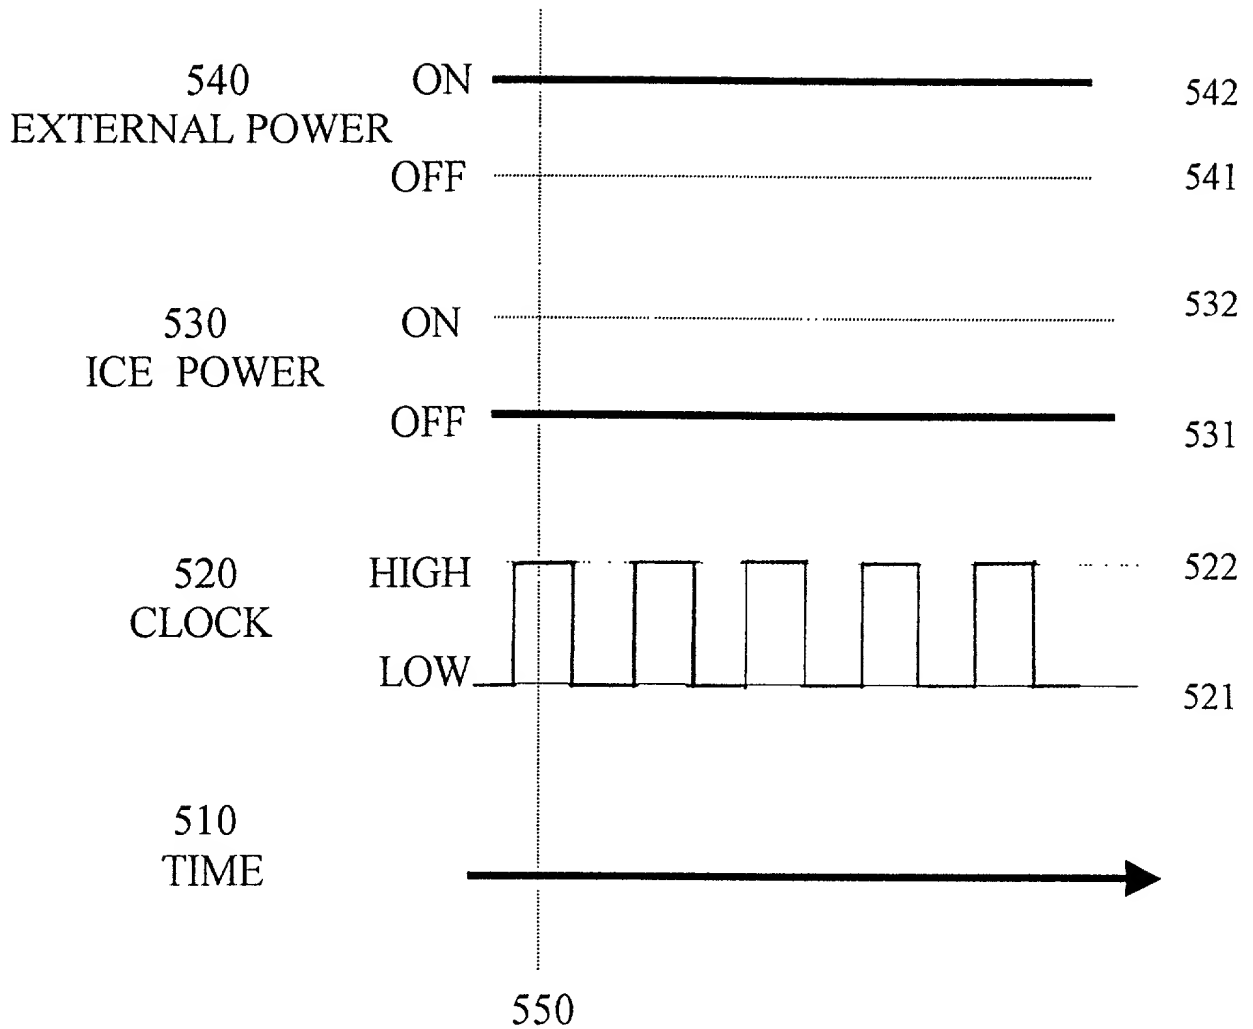 540
EXTERNAL POWER
ON
542
OFF
541
530
ICE POWER
ON
532
OFF
531
520
CLOCK
HIGH
522
LOW
521
510
TIME
550